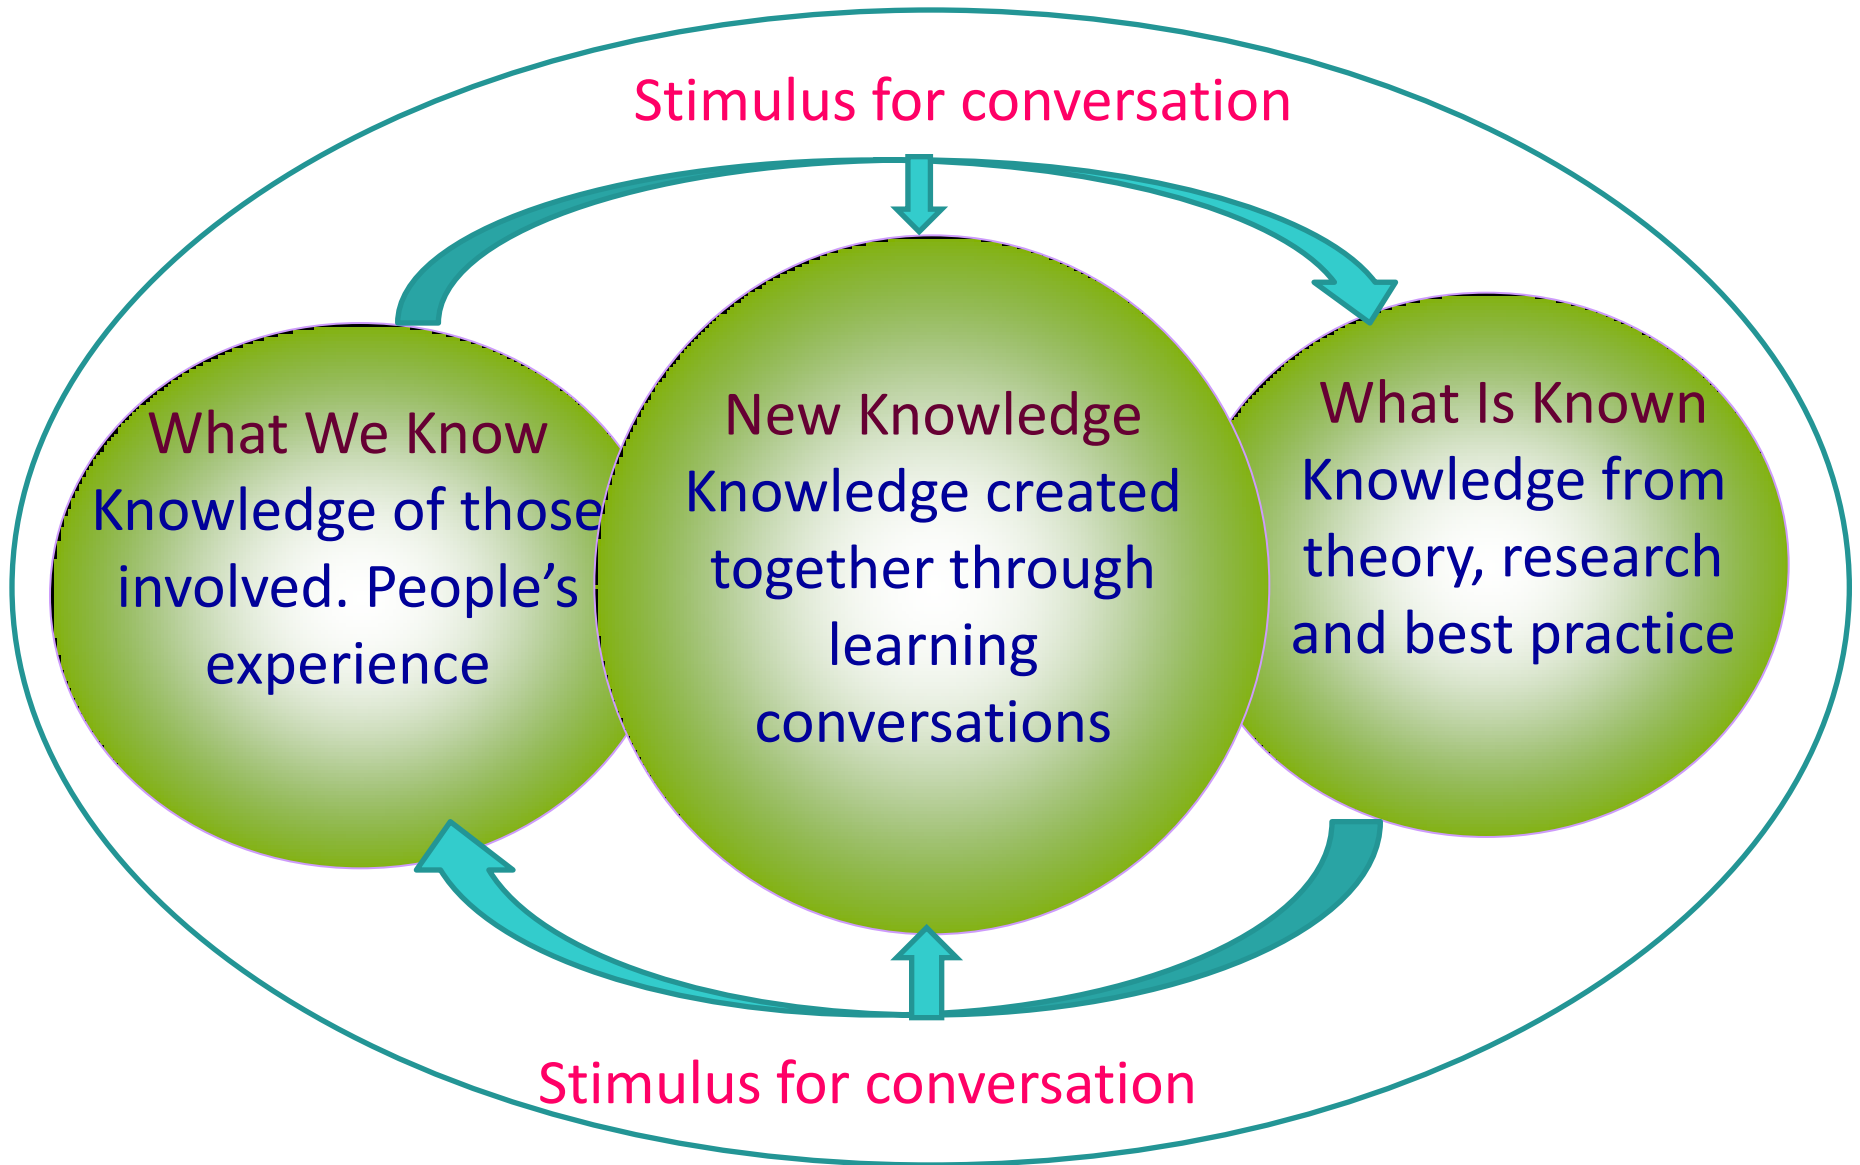 Stimulus for conversation
What We Know
Knowledge of those
involved. People’s
experience
New Knowledge
Knowledge created
together through
learning
conversations
What Is Known
Knowledge from
theory, research
and best practice
Stimulus for conversation